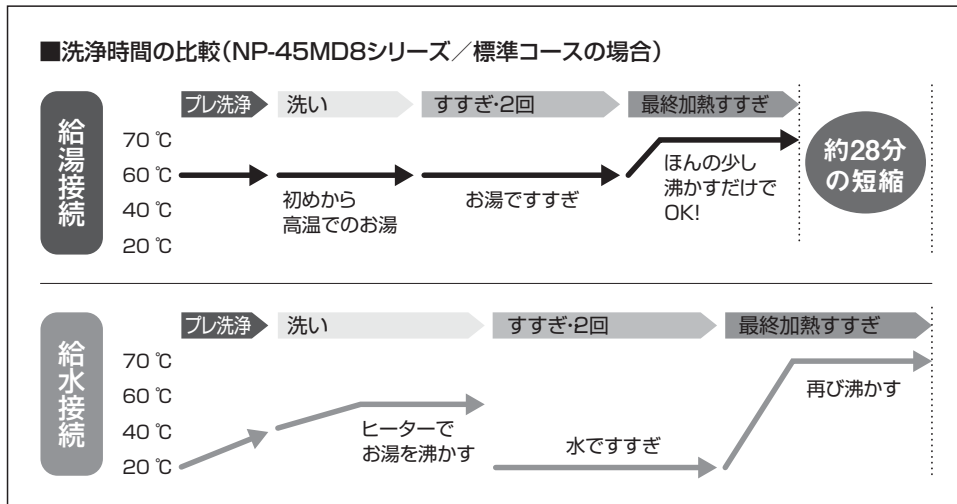 ■洗浄時間の比較(NP-45MD8シリーズ／標準コースの場合)
給湯接続
プレ洗浄
洗い
すすぎ・2回
最終加熱すすぎ
70℃
60℃
40℃
20℃
初めから
高温でのお湯
お湯ですすぎ
ほんの少し
沸かすだけで
OK!
約28分
の短縮
給水接続
プレ洗浄
洗い
すすぎ・2回
最終加熱すすぎ
70℃
60℃
40℃
20℃
ヒーターで
お湯を沸かす
水ですすぎ
再び沸かす